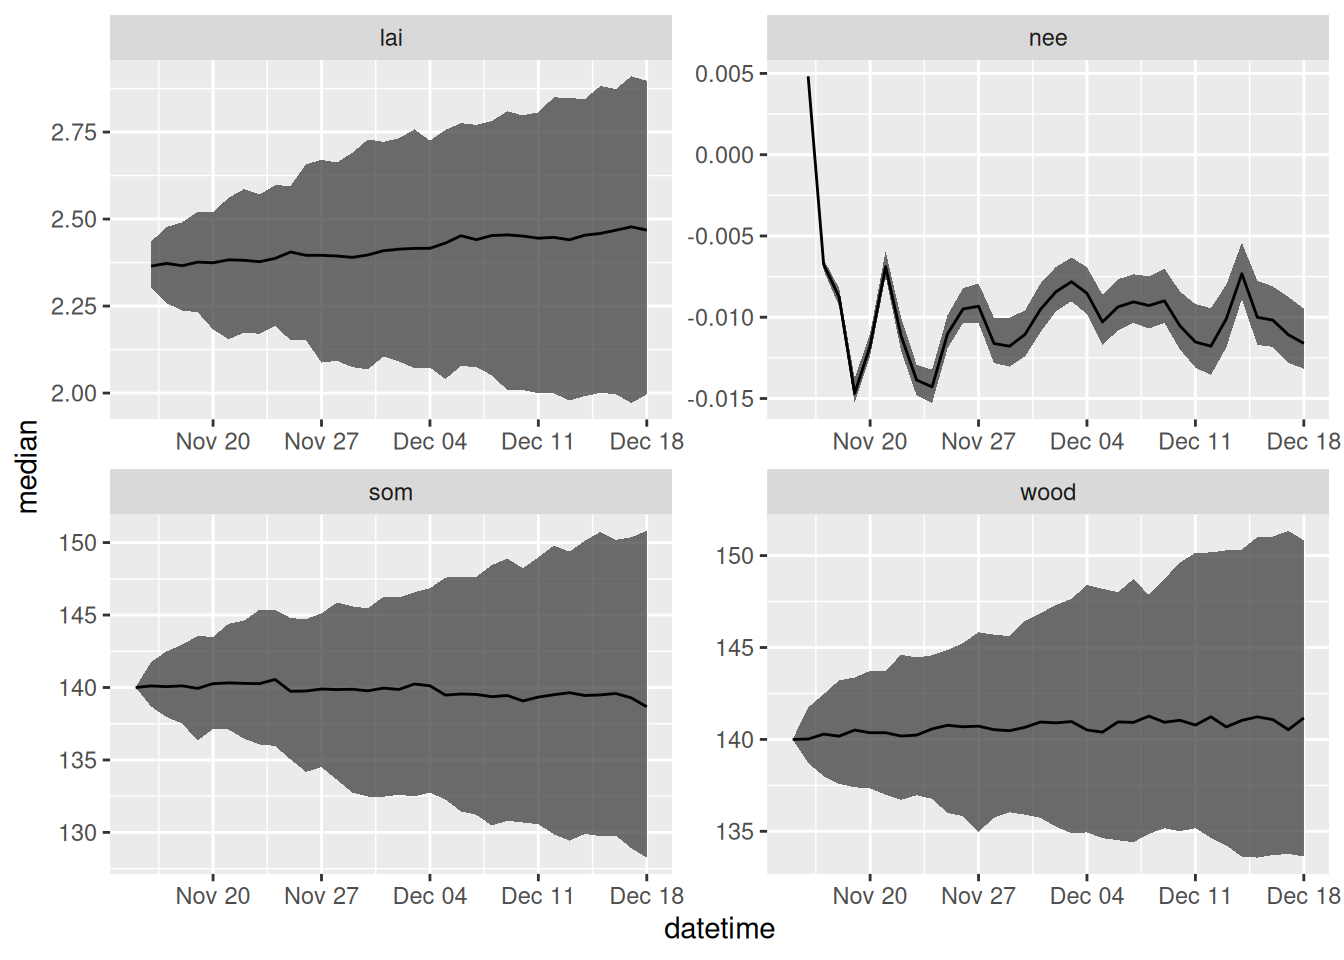 lai
nee
2.75
2.50
2.25
2.00
0.005
0.000
-0.005
-0.010
-0.015
Nov 20 Nov 27 Dec 04 Dec 11 Dec 18
Nov 20 Nov 27 Dec 04 Dec 11 Dec 18
median
som
wood
150
145
140
135
130
150
145
140
135
Nov 20 Nov 27 Dec 04 Dec 11 Dec 18
Nov 20 Nov 27 Dec 04 Dec 11 Dec 18
datetime